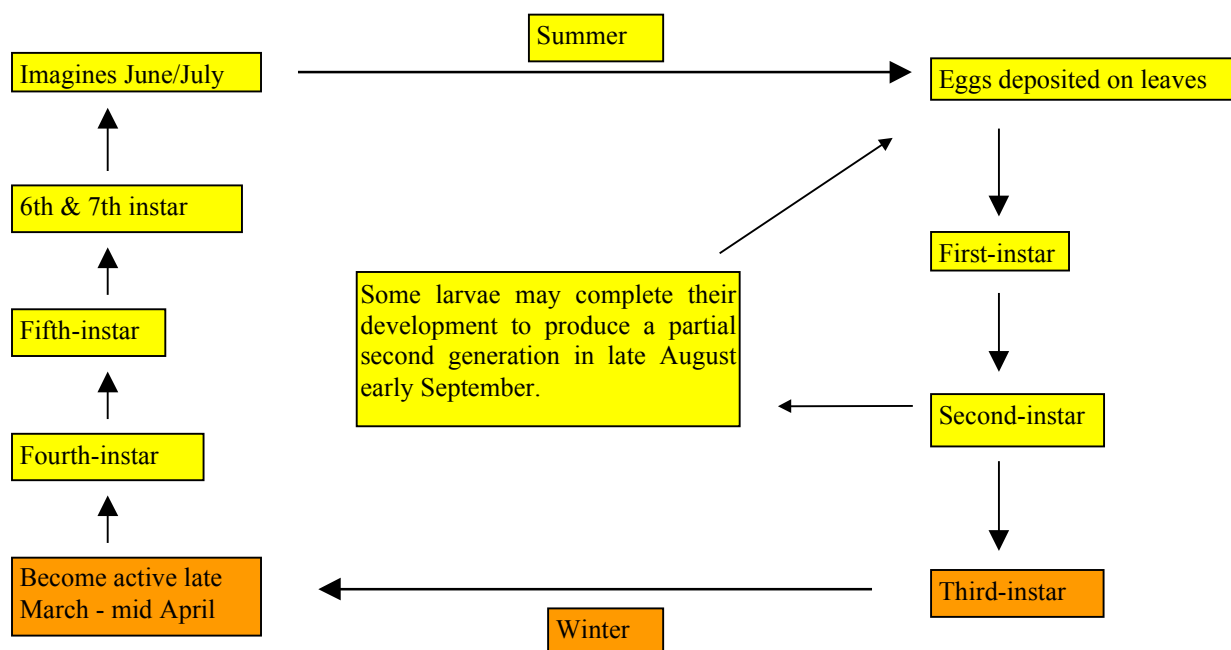 Summer
Imagines June/July
Eggs deposited on leaves
6th & 7th instar
First-instar
Some larvae may complete their
development to produce a partial
second generation in late August
early September.
Fifth-instar
Second-instar
Fourth-instar
Become active late
March - mid April
Third-instar
Winter